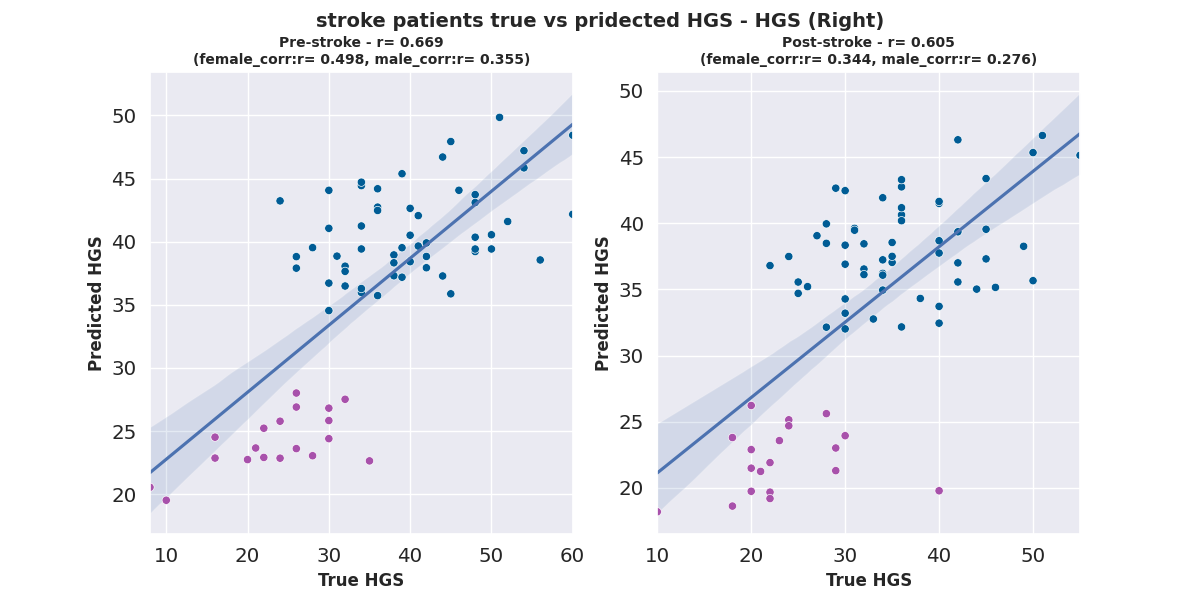 stroke patients true vs pridected HGS - HGS (Right)
Pre-stroke - r= 0.669
(female_corr:r= 0.498, male_corr:r= 0.355)
50
45
40
35
30
25
20
Predicted HGS
10 20 30 40 50 60
True HGS
Post-stroke - r= 0.605
(female_corr:r= 0.344, male_corr:r= 0.276)
50
45
40
35
30
25
20
Predicted HGS
10 20 30 40 50
True HGS